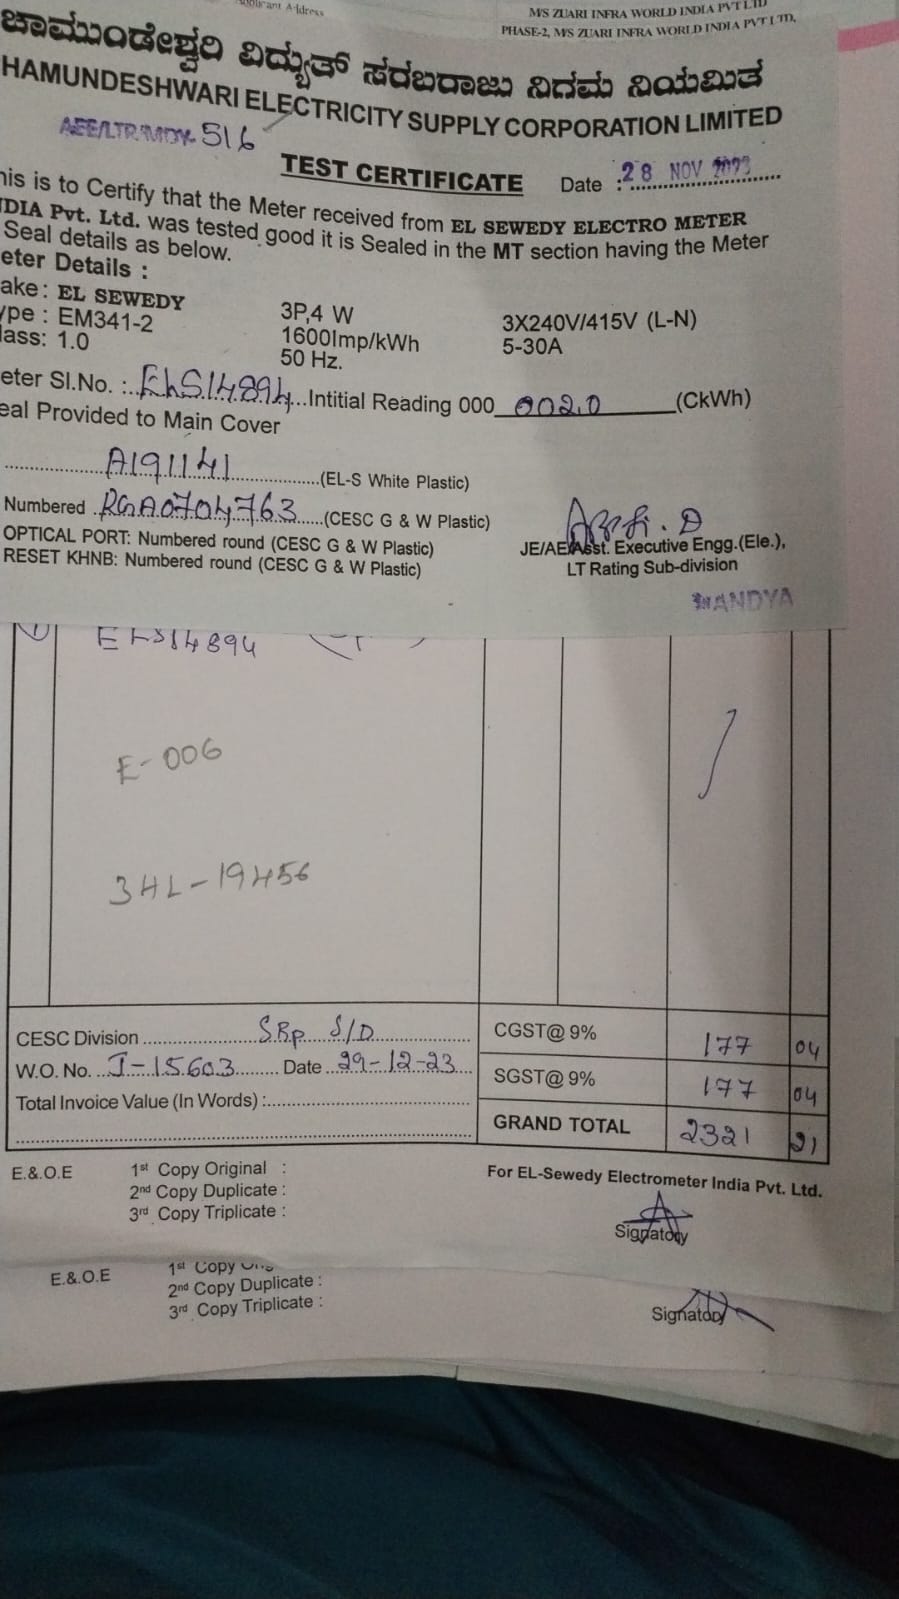 Applicant Address
M/S ZUARI INFRA WORLD INDIA PVT LTD
PHASE-2, M/S ZUARI INFRA WORLD INDIA PVT LTD,
ಚಾಮುಂಡೇಶ್ವರಿ ವಿದ್ಯುತ್ ಸರಬರಾಜು ನಿಗಮ ನಿಯಮಿತ
HAMUNDESHWARI ELECTRICITY SUPPLY CORPORATION LIMITED
AEE/LTR/MDY 516
TEST CERTIFICATE Date : 28 NOV 2023
his is to Certify that the Meter received from EL SEWEDY ELECTRO METER
NDIA Pvt. Ltd. was tested good it is Sealed in the MT section having the Meter
Seal details as below.
eter Details :
ake: EL SEWEDY 3P,4 W 3X240V/415V (L-N)
ype : EM341-2 1600Imp/kWh 5-30A
lass: 1.0 50 Hz.
eter Sl.No. : ELS14894 Intitial Reading 000 002.0 (CkWh)
eal Provided to Main Cover
A191141 (EL-S White Plastic)
Numbered RGA0704763 (CESC G & W Plastic)
OPTICAL PORT: Numbered round (CESC G & W Plastic)
RESET KHNB: Numbered round (CESC G & W Plastic)
JE/AE/Asst. Executive Engg.(Ele.),
LT Rating Sub-division
MANDYA
ELS14894
E-006
3HL-19456
CESC Division SRp S/D CGST@ 9% 177 04
W.O. No. J-15603 Date 29-12-23 SGST@ 9% 177 04
Total Invoice Value (In Words) : GRAND TOTAL 2321 21
E.&.O.E 1st Copy Original : For EL-Sewedy Electrometer India Pvt. Ltd.
2nd Copy Duplicate :
3rd Copy Triplicate : Signatory
E.&.O.E 1st Copy
2nd Copy Duplicate :
3rd Copy Triplicate : Signatory